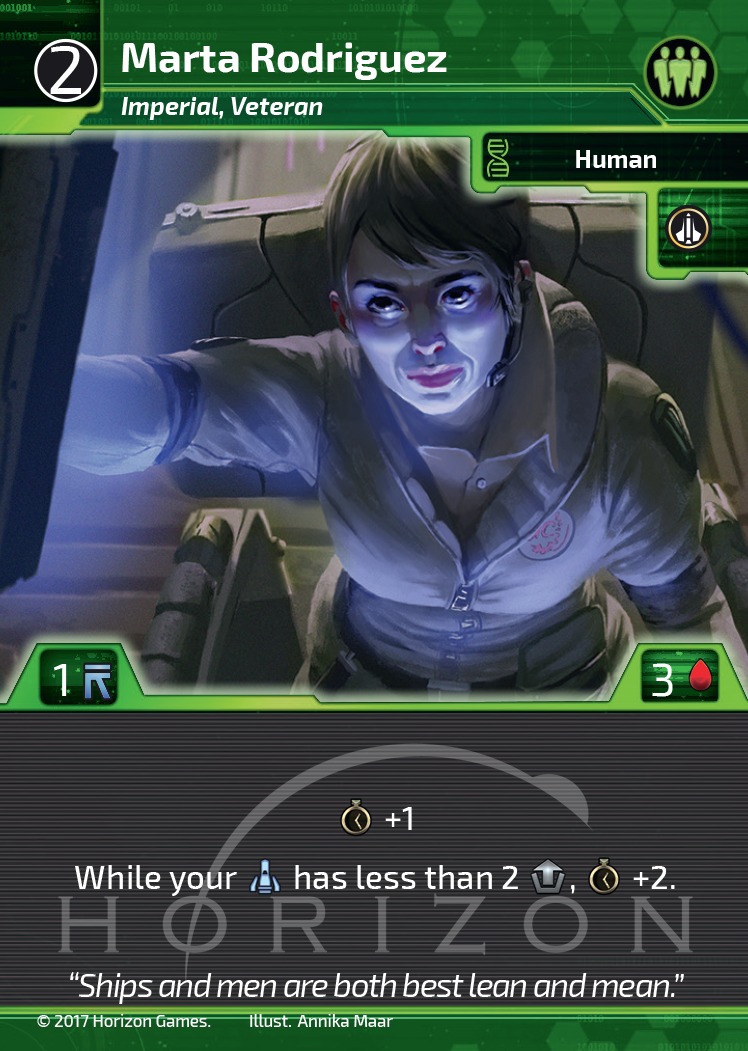 2
Marta Rodriguez
Imperial, Veteran
Human
1
3
+1
While your has less than 2 , +2.
HORIZON
“Ships and men are both best lean and mean.”
© 2017 Horizon Games. Illust. Annika Maar